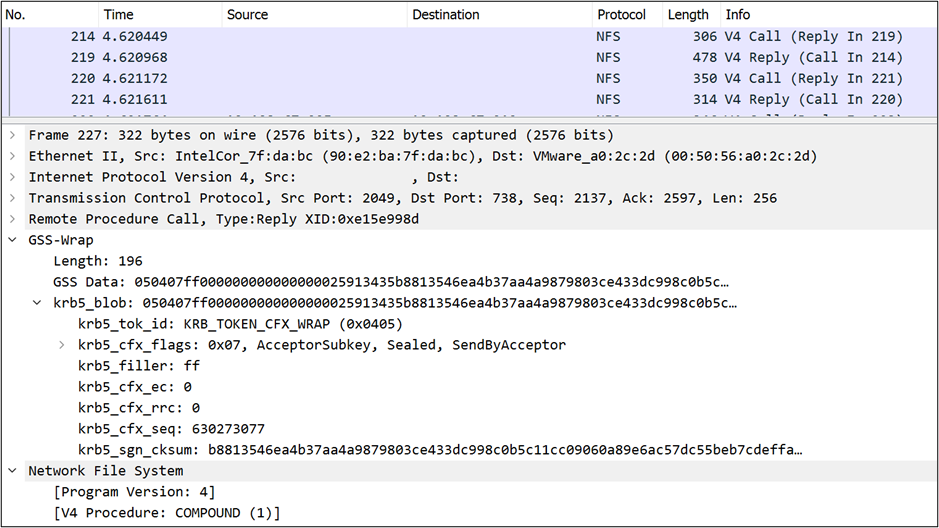 No. Time Source Destination Protocol Length Info
214 4.620449 NFS 306 V4 Call (Reply In 219)
219 4.620968 NFS 478 V4 Reply (Call In 214)
220 4.621172 NFS 350 V4 Call (Reply In 221)
221 4.621611 NFS 314 V4 Reply (Call In 220)
Frame 227: 322 bytes on wire (2576 bits), 322 bytes captured (2576 bits)
Ethernet II, Src: IntelCor_7f:da:bc (90:e2:ba:7f:da:bc), Dst: VMware_a0:2c:2d (00:50:56:a0:2c:2d)
Internet Protocol Version 4, Src: , Dst:
Transmission Control Protocol, Src Port: 2049, Dst Port: 738, Seq: 2137, Ack: 2597, Len: 256
Remote Procedure Call, Type:Reply XID:0xe15e998d
GSS-Wrap
Length: 196
GSS Data: 050407ff000000000000000025913435b8813546ea4b37aa4a9879803ce433dc998c0b5c…
krb5_blob: 050407ff000000000000000025913435b8813546ea4b37aa4a9879803ce433dc998c0b5c…
krb5_tok_id: KRB_TOKEN_CFX_WRAP (0x0405)
krb5_cfx_flags: 0x07, AcceptorSubkey, Sealed, SendByAcceptor
krb5_filler: ff
krb5_cfx_ec: 0
krb5_cfx_rrc: 0
krb5_cfx_seq: 630273077
krb5_sgn_cksum: b8813546ea4b37aa4a9879803ce433dc998c0b5c11cc09060a89e6ac57dc55beb7cdeffa…
Network File System
[Program Version: 4]
[V4 Procedure: COMPOUND (1)]